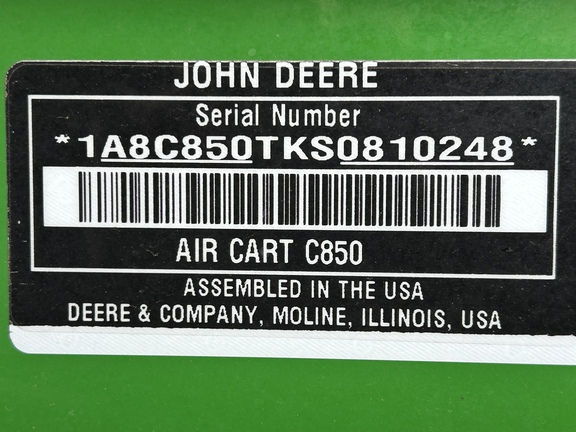 JOHN DEERE
Serial Number
*1A8C850TKS0810248*
AIR CART C850
ASSEMBLED IN THE USA
DEERE & COMPANY, MOLINE, ILLINOIS, USA